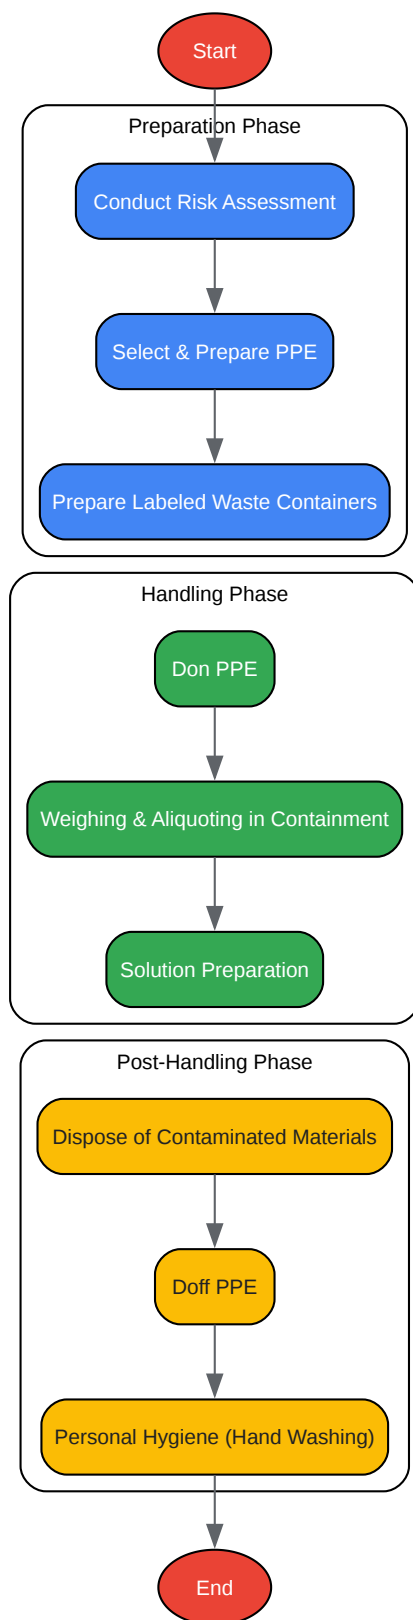 Start
Preparation Phase
Conduct Risk Assessment
Select & Prepare PPE
Prepare Labeled Waste Containers
Handling Phase
Don PPE
Weighing & Aliquoting in Containment
Solution Preparation
Post-Handling Phase
Dispose of Contaminated Materials
Doff PPE
Personal Hygiene (Hand Washing)
End